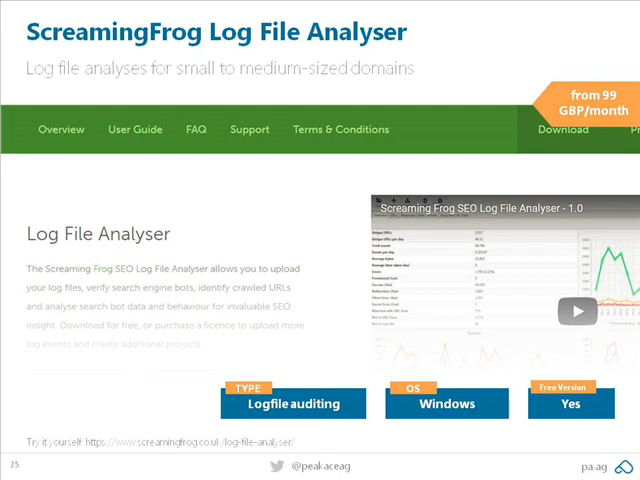 ScreamingFrog Log File Analyser
Log file analyses for small to medium-sized domains
from 99
GBP/month
Overview User Guide FAQ Support Terms & Conditions Download
Screaming Frog SEO Log File Analyser - 1.0
Log File Analyser
The Screaming Frog SEO Log File Analyser allows you to upload
your log files, verify search engine bots, identify crawled URLs
and analyse search bot data and behaviour for invaluable SEO
insight. Download for free, or purchase a licence to upload more
log events and create additional projects.
TYPE
Logfile auditing
OS
Windows
Free Version
Yes
Try it yourself: https://www.screamingfrog.co.uk/log-file-analyser/
25
@peakaceag
pa.ag